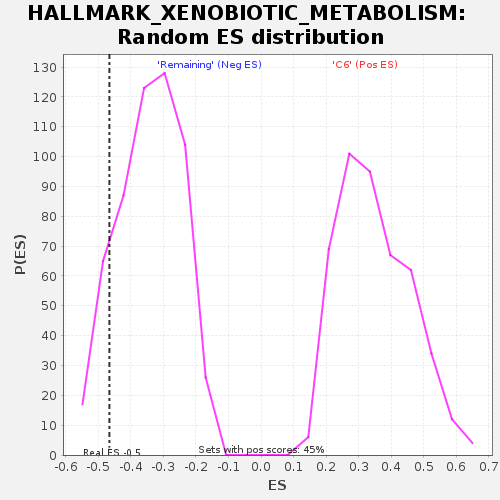 HALLMARK_XENOBIOTIC_METABOLISM:
Random ES distribution
'Remaining' (Neg ES)
'C6' (Pos ES)
130
120
110
100
90
80
70
60
50
40
30
20
10
0
P(ES)
Real ES -0.5
Sets with pos scores: 45%
-0.6 -0.5 -0.4 -0.3 -0.2 -0.1 0.0 0.1 0.2 0.3 0.4 0.5 0.6 0.7
ES